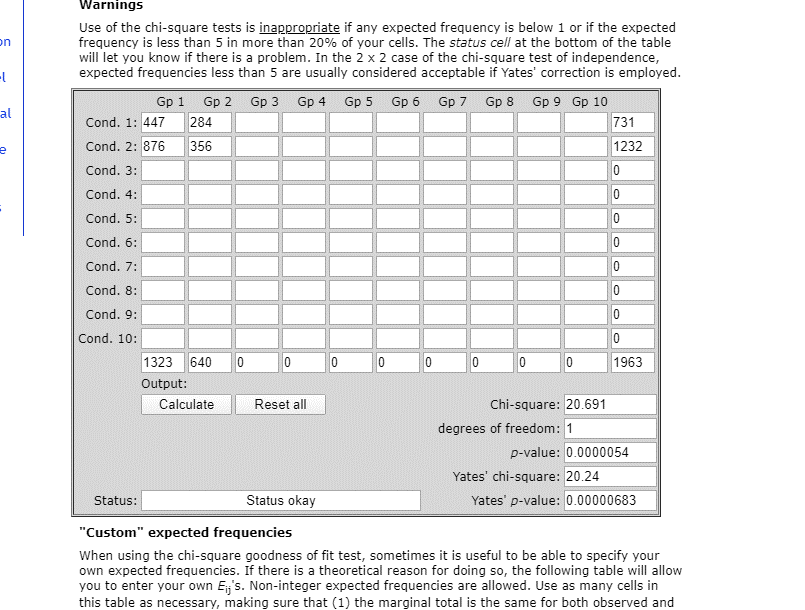 Warnings
Use of the chi-square tests is inappropriate if any expected frequency is below 1 or if the expected
on
frequency is less than 5 in more than 20% of your cells. The status cell at the bottom of the table
will let you know if there is a problem. In the 2 x 2 case of the chi-square test of independence,
expected frequencies less than 5 are usually considered acceptable if Yates' correction is employed.
el
Gp 1 Gp 2 Gp 3 Gp 4 Gp 5 Gp 6 Gp 7 Gp 8 Gp 9 Gp 10
al
Cond. 1: 447 284 731
e
Cond. 2: 876 356 1232
Cond. 3: 0
Cond. 4: 0
s
Cond. 5: 0
Cond. 6: 0
Cond. 7: 0
Cond. 8: 0
Cond. 9: 0
Cond. 10: 0
1323 640 0 0 0 0 0 0 0 0 1963
Output:
Calculate Reset all Chi-square: 20.691
degrees of freedom: 1
p-value: 0.0000054
Yates' chi-square: 20.24
Status: Status okay Yates' p-value: 0.00000683
"Custom" expected frequencies
When using the chi-square goodness of fit test, sometimes it is useful to be able to specify your
own expected frequencies. If there is a theoretical reason for doing so, the following table will allow
you to enter your own Eij's. Non-integer expected frequencies are allowed. Use as many cells in
this table as necessary, making sure that (1) the marginal total is the same for both observed and